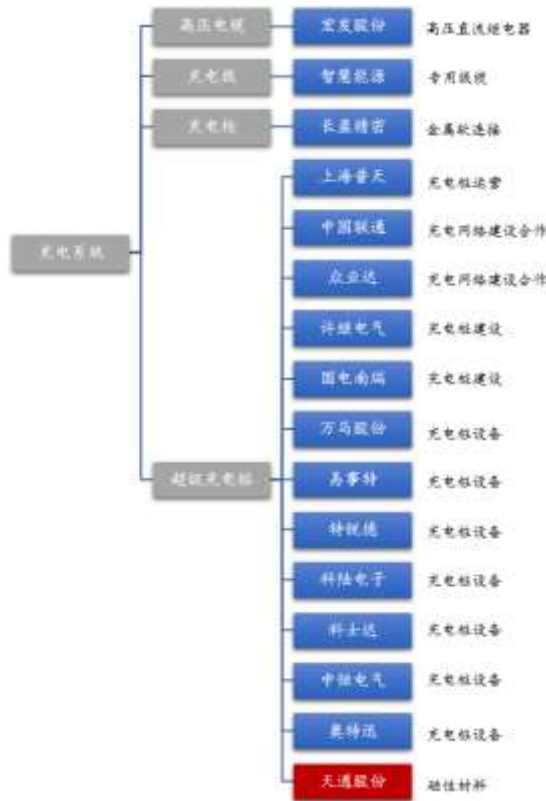 高压电缆 宏发股份 高压直流继电器
充电线 智慧能源 专用线缆
充电枪 长盈精密 金属软连接
上海普天 充电桩运营
充电系统 中国联通 充电网络建设合作
众业达 充电网络建设合作
许继电气 充电桩建设
国电南瑞 充电桩建设
万马股份 充电桩设备
超级充电桩 易事特 充电桩设备
特锐德 充电桩设备
科陆电子 充电桩设备
科士达 充电桩设备
中恒电气 充电桩设备
奥特迅 充电桩设备
天通股份 磁性材料